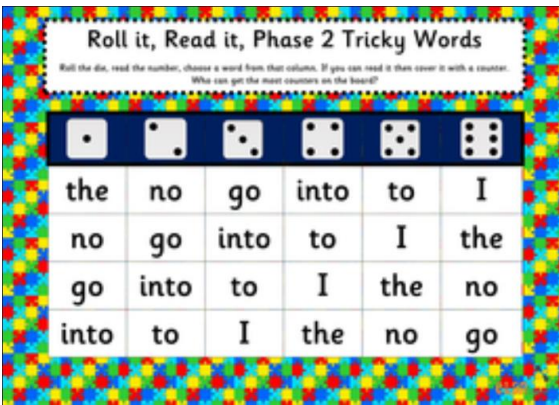 Roll it, Read it, Phase 2 Tricky Words
Roll the die, read the number, choose a word from that column. If you can read it then cover it with a counter.
Who can get the most counters on the board?
the no go into to I
no go into to I the
go into to I the no
into to I the no go